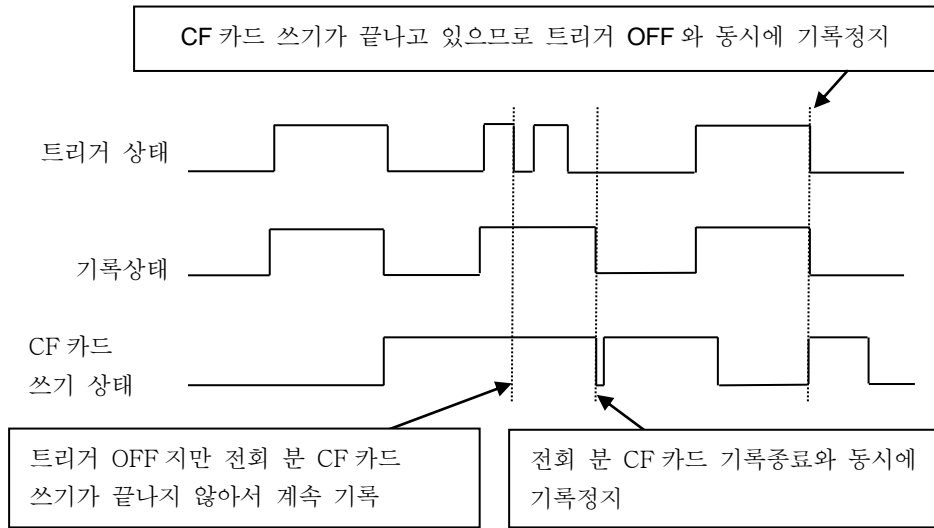 CF 카드 쓰기가 끝나고 있으므로 트리거 OFF 와 동시에 기록정지
트리거 상태
기록상태
CF 카드
쓰기 상태
트리거 OFF 지만 전회 분 CF 카드
쓰기가 끝나지 않아서 계속 기록
전회 분 CF 카드 기록종료와 동시에
기록정지